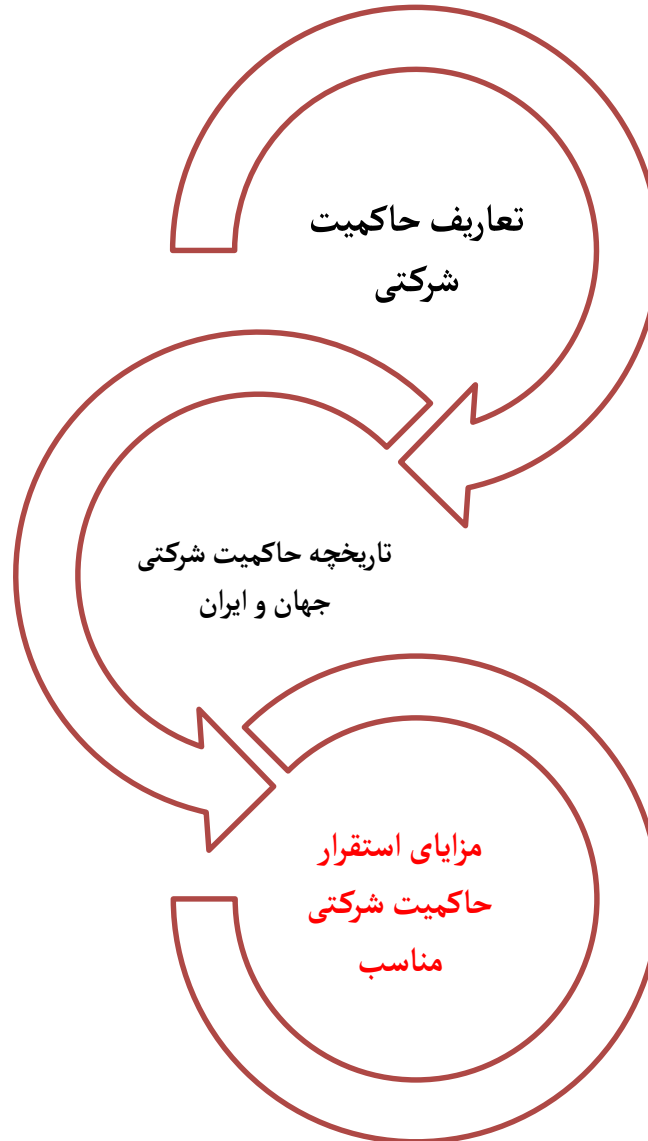 تعاریف حاکمیت
شرکتی
تاریخچه حاکمیت شرکتی
جهان و ایران
مزایای استقرار
حاکمیت شرکتی
مناسب